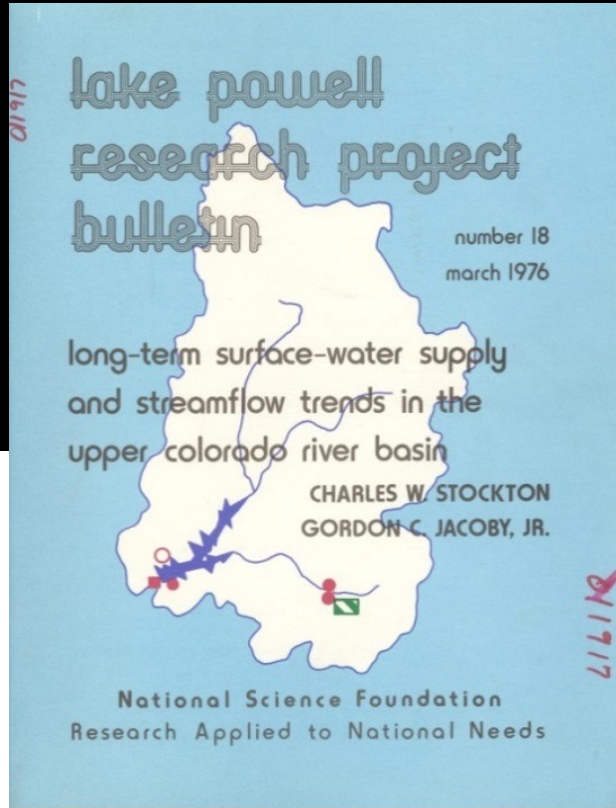 lake powell
research project
bulletin
number 18
march 1976
long-term surface-water supply
and streamflow trends in the
upper colorado river basin
CHARLES W. STOCKTON
GORDON C. JACOBY, JR.
National Science Foundation
Research Applied to National Needs